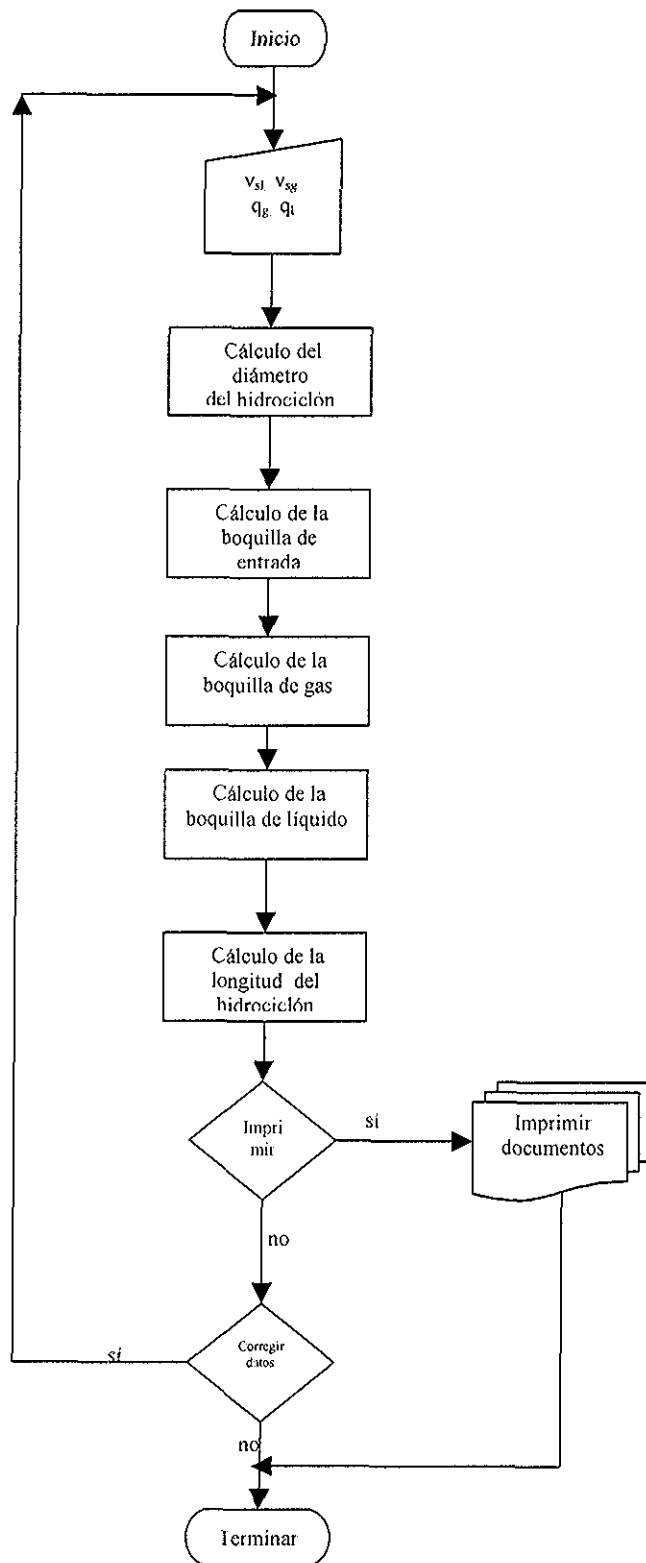 Inicio
v_sl, v_sg
q_g, q_l
Cálculo del
diámetro
del hidrociclón
Cálculo de la
boquilla de
entrada
Cálculo de la
boquilla de gas
Cálculo de la
boquilla de líquido
Cálculo de la
longitud del
hidrociclón
Impri
mir
sí
Imprimir
documentos
no
Corregir
datos
sí
no
Terminar